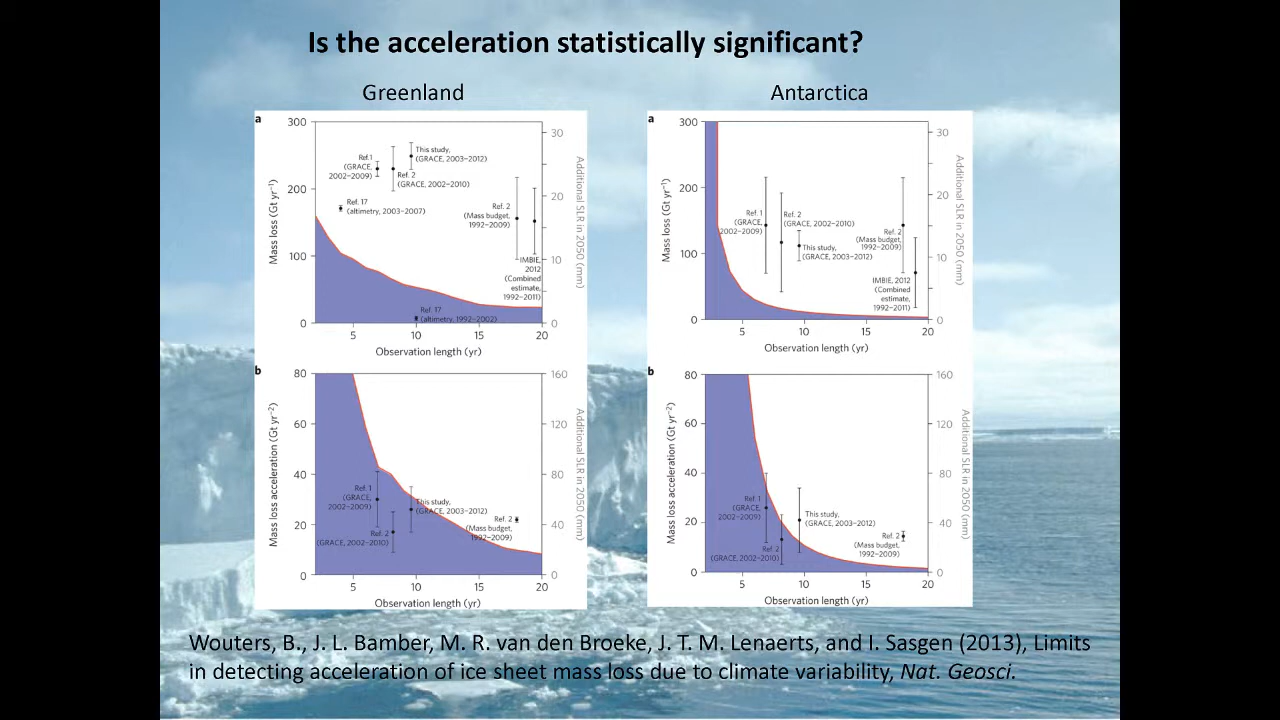 Is the acceleration statistically significant?
Greenland
Antarctica
a
300
200
100
0
Mass loss (Gt yr⁻¹)
30
20
10
0
Additional SLR in 2050 (mm)
Ref.1
(GRACE,
2002–2009)
This study,
(GRACE, 2003–2012)
Ref. 2
(GRACE, 2002–2010)
Ref. 17
(altimetry, 2003–2007)
Ref. 2
(Mass budget,
1992–2009)
IMBIE,
2012
(Combined
estimate,
1992–2011)
Ref. 17
(altimetry, 1992–2002)
5
10
15
20
Observation length (yr)
a
300
200
100
0
Mass loss (Gt yr⁻¹)
30
20
10
0
Additional SLR in 2050 (mm)
Ref. 1
(GRACE,
2002–2009)
Ref. 2
(GRACE, 2002–2010)
This study,
(GRACE, 2003–2012)
Ref. 2
(Mass budget,
1992–2009)
IMBIE, 2012
(Combined
estimate,
1992–2011)
5
10
15
20
Observation length (yr)
b
80
60
40
20
0
Mass loss acceleration (Gt yr⁻²)
160
120
80
40
0
Additional SLR in 2050 (mm)
Ref. 1
(GRACE,
2002–2009)
This study,
(GRACE, 2003–2012)
Ref. 2
(GRACE, 2002–2010)
Ref. 2
(Mass budget,
1992–2009)
5
10
15
20
Observation length (yr)
b
80
60
40
20
0
Mass loss acceleration (Gt yr⁻²)
160
120
80
40
0
Additional SLR in 2050 (mm)
Ref. 1
(GRACE,
2002–2009)
This study,
(GRACE, 2003–2012)
Ref. 2
(GRACE, 2002–2010)
Ref. 2
(Mass budget,
1992–2009)
5
10
15
20
Observation length (yr)
Wouters, B., J. L. Bamber, M. R. van den Broeke, J. T. M. Lenaerts, and I. Sasgen (2013), Limits
in detecting acceleration of ice sheet mass loss due to climate variability, Nat. Geosci.